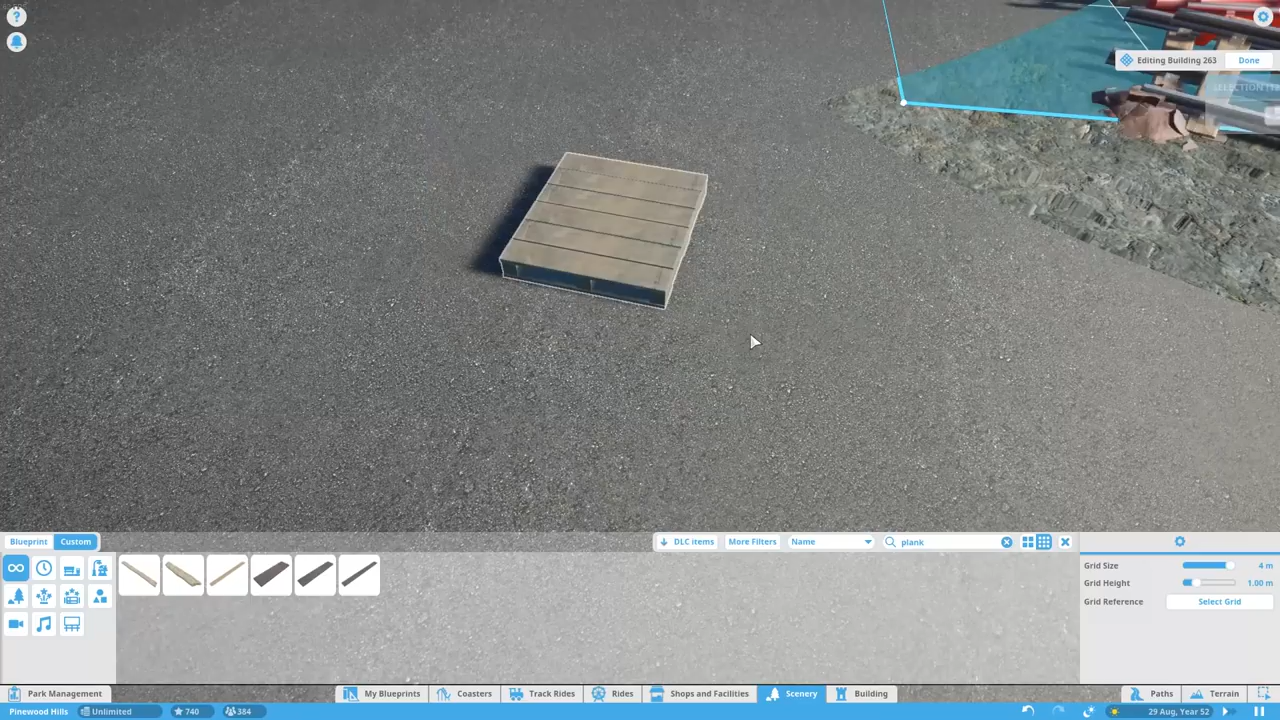 ?
Editing Building 263 Done
SELECTION
Blueprint Custom
DLC items More Filters Name plank
Grid Size 4 m
Grid Height 1.00 m
Grid Reference Select Grid
Park Management My Blueprints Coasters Track Rides Rides Shops and Facilities Scenery Building Paths Terrain
Pinewood Hills Unlimited 740 384 29 Aug, Year 52